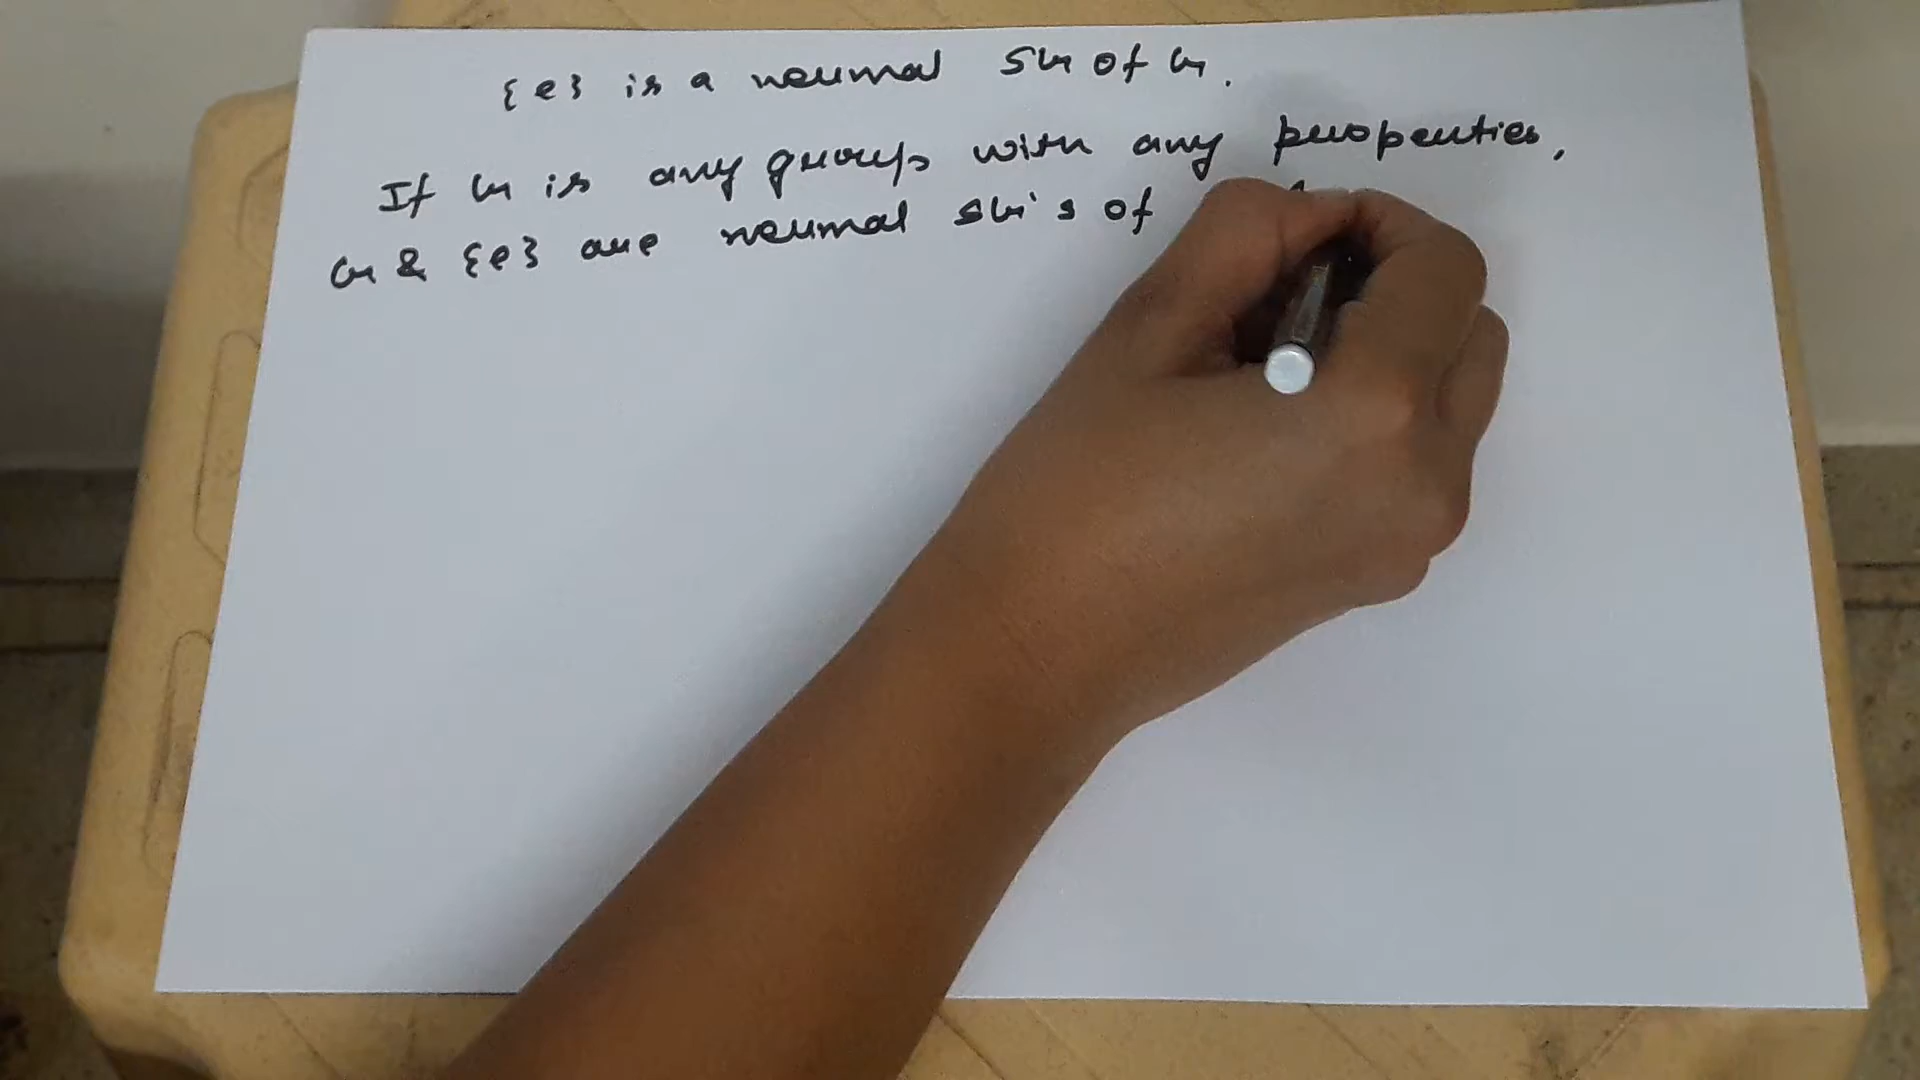 {e} is a normal SG of G.
If G is any group with any properties,
G & {e} are normal SG's of